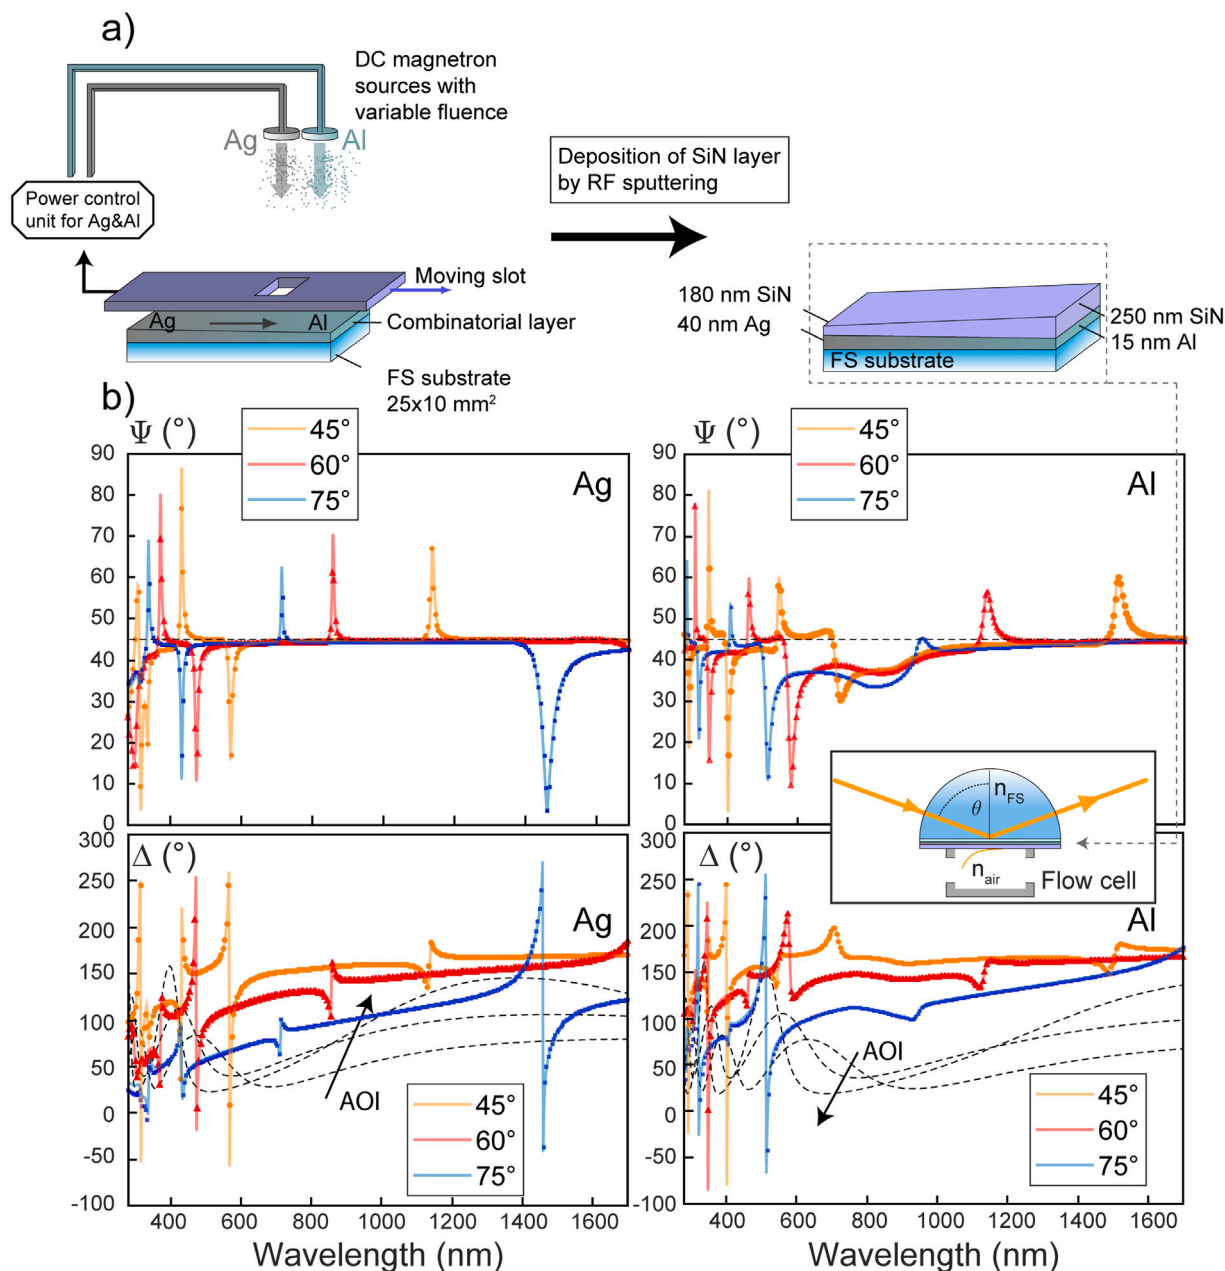 a)
DC magnetron
sources with
variable fluence
Ag
Al
Power control
unit for Ag&Al
Deposition of SiN layer
by RF sputtering
Moving slot
Ag
Al
Combinatorial layer
FS substrate
25x10 mm²
180 nm SiN
40 nm Ag
250 nm SiN
15 nm Al
FS substrate
b)
Ψ (°)
45°
60°
75°
Ag
90
80
70
60
50
40
30
20
10
0
Ψ (°)
45°
60°
75°
Al
90
80
70
60
50
40
30
20
10
0
nFS
θ
nair
Flow cell
Δ (°)
Ag
300
250
200
150
100
50
0
-50
-100
AOI
45°
60°
75°
400
600
800
1000
1200
1400
1600
Wavelength (nm)
Δ (°)
Al
300
250
200
150
100
50
0
-50
-100
AOI
45°
60°
75°
400
600
800
1000
1200
1400
1600
Wavelength (nm)